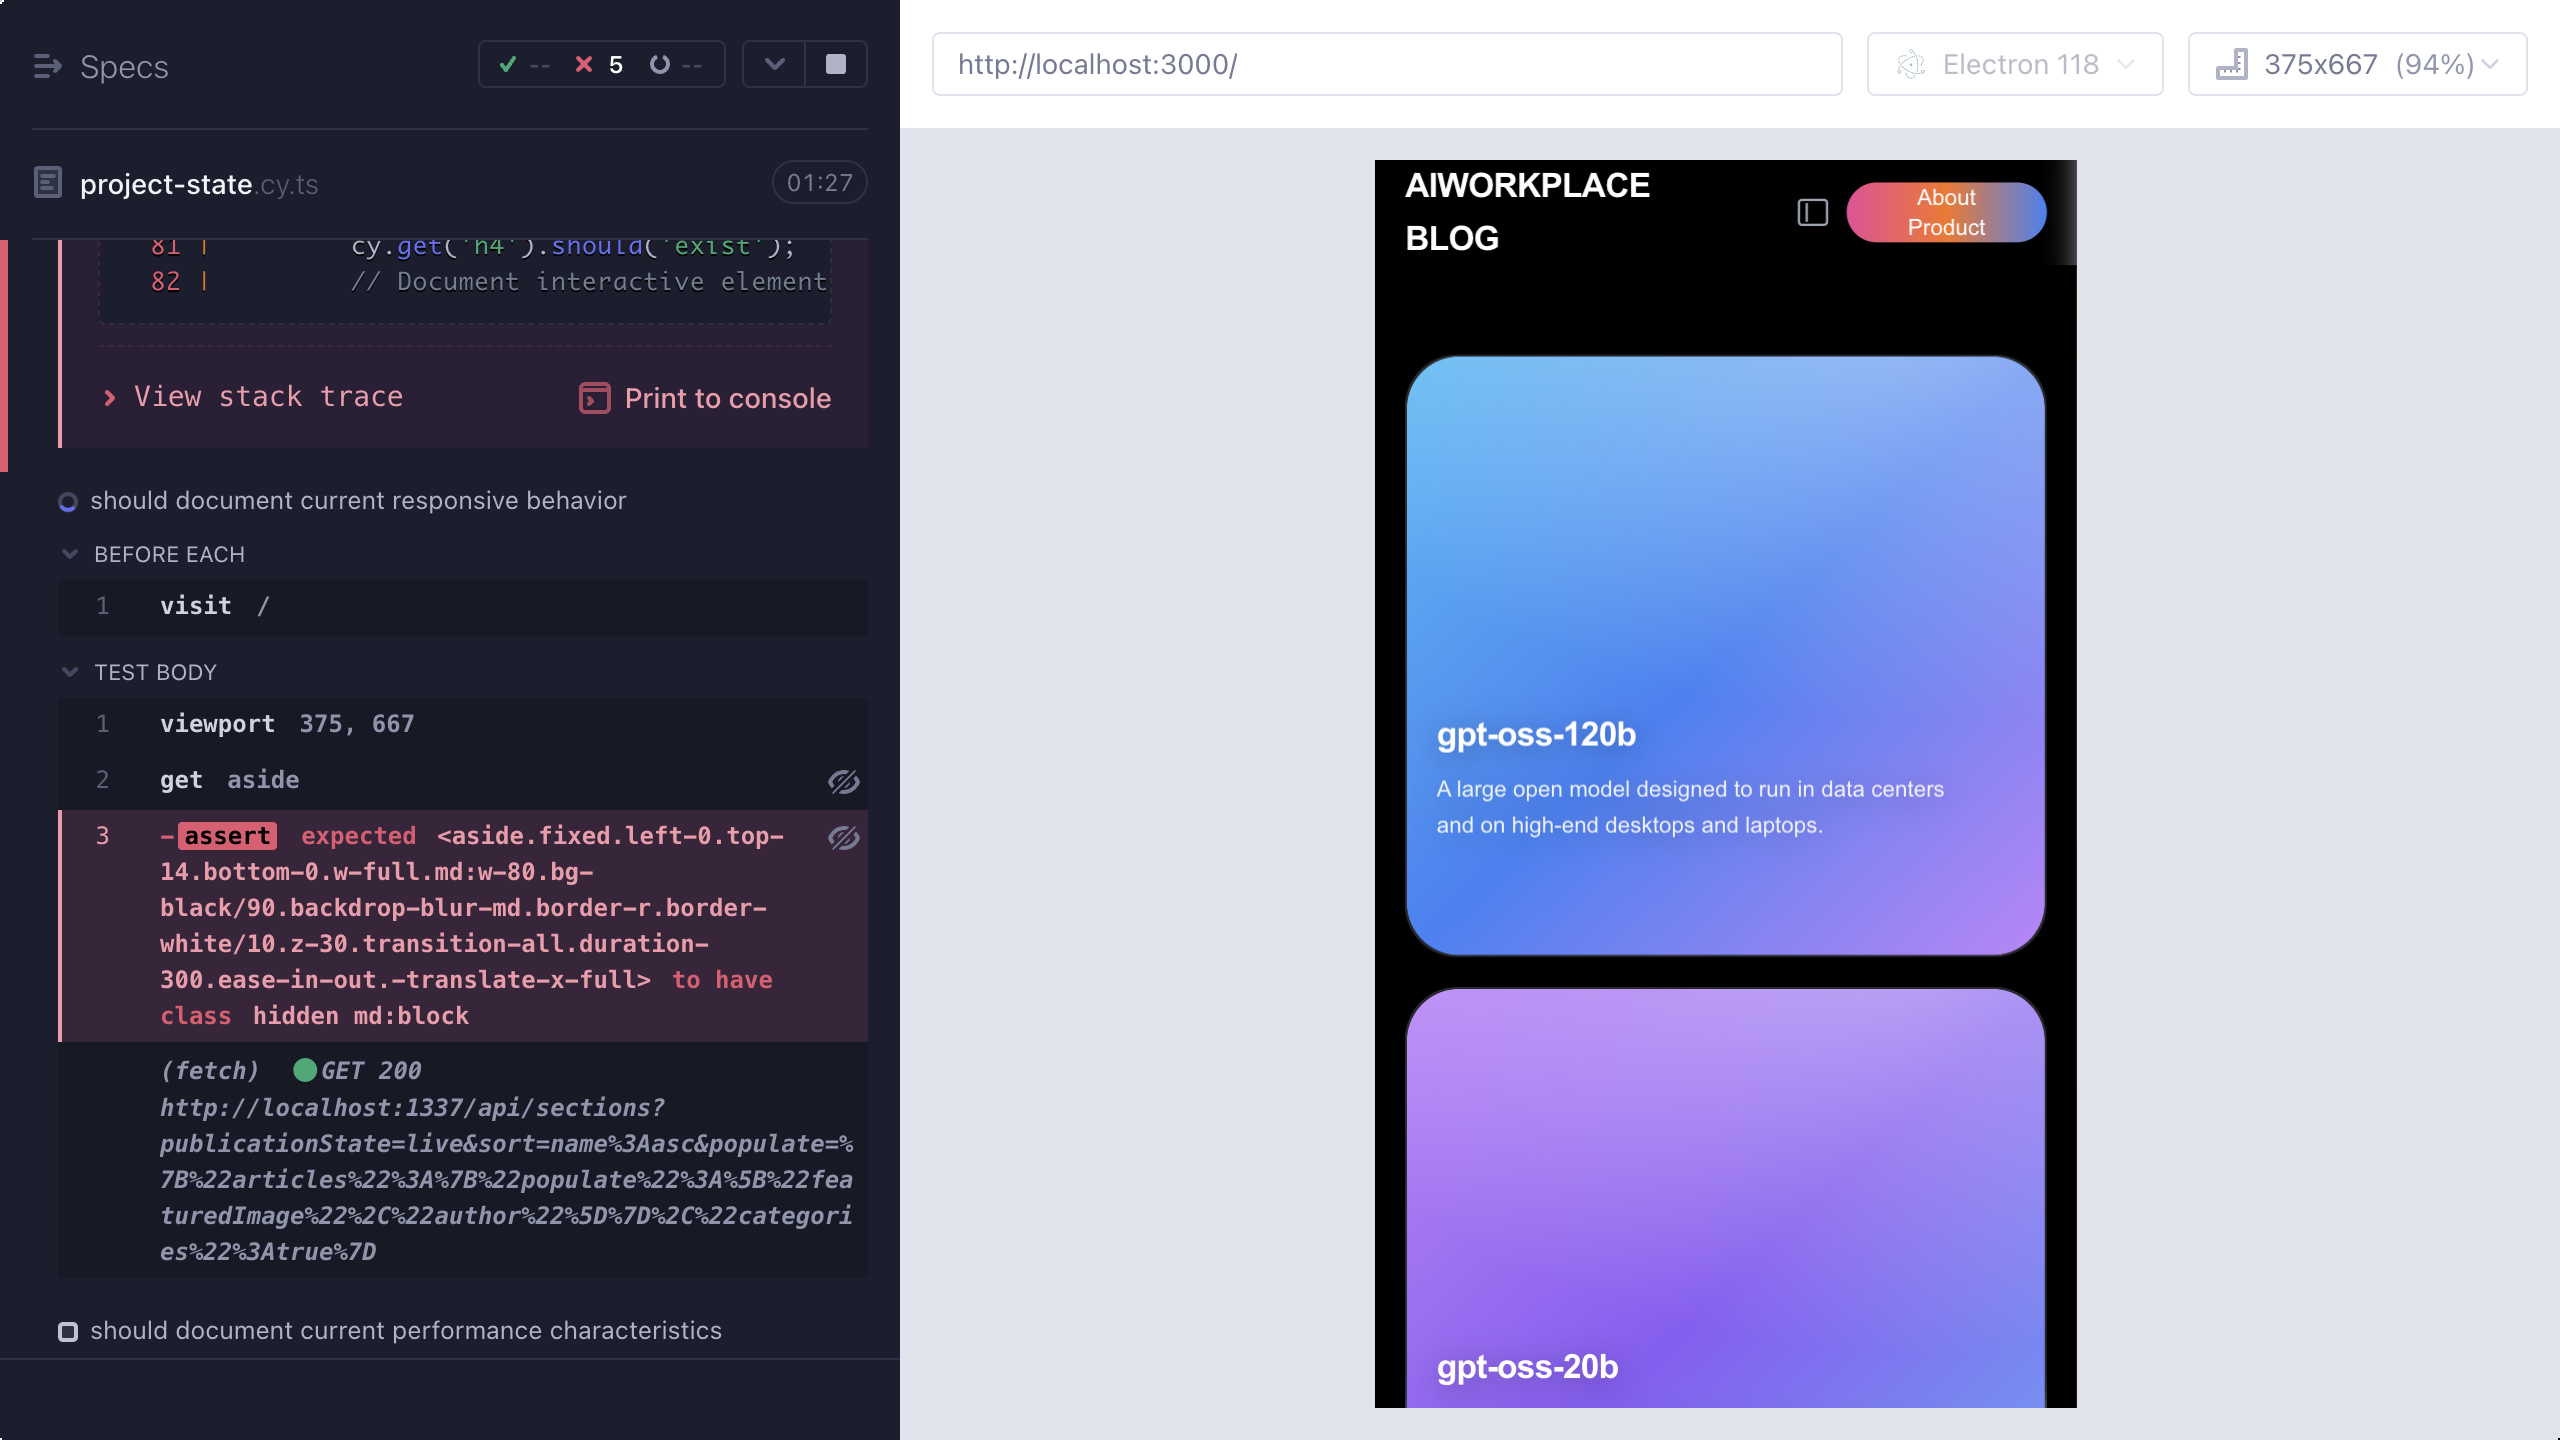 Specs
-- 5 --
http://localhost:3000/
Electron 118
375x667 (94%)
project-state.cy.ts
01:27
81 | cy.get('h4').should('exist');
82 | // Document interactive element
View stack trace
Print to console
should document current responsive behavior
BEFORE EACH
1 visit /
TEST BODY
1 viewport 375, 667
2 get aside
3 -assert expected <aside.fixed.left-0.top-
14.bottom-0.w-full.md:w-80.bg-
black/90.backdrop-blur-md.border-r.border-
white/10.z-30.transition-all.duration-
300.ease-in-out.-translate-x-full> to have
class hidden md:block
(fetch) GET 200
http://localhost:1337/api/sections?
publicationState=live&sort=name%3Aasc&populate=%
7B%22articles%22%3A%7B%22populate%22%3A%5B%22fea
turedImage%22%2C%22author%22%5D%7D%2C%22categori
es%22%3Atrue%7D
should document current performance characteristics
AIWORKPLACE
BLOG
About
Product
gpt-oss-120b
A large open model designed to run in data centers
and on high-end desktops and laptops.
gpt-oss-20b